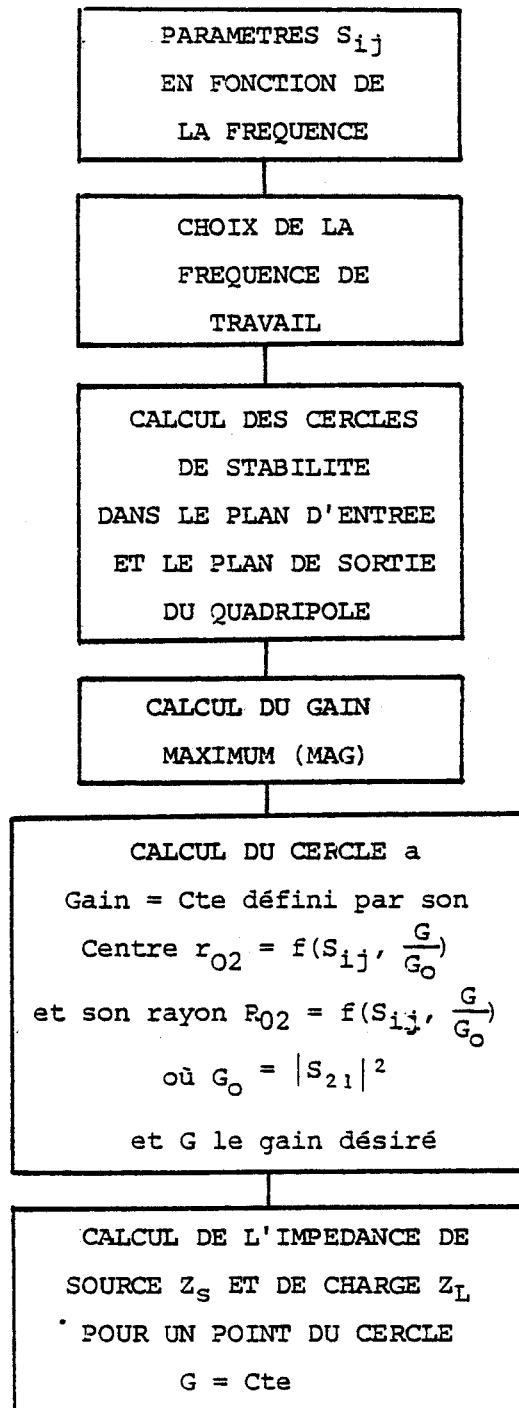 PARAMETRES S_ij
EN FONCTION DE
LA FREQUENCE
CHOIX DE LA
FREQUENCE DE
TRAVAIL
CALCUL DES CERCLES
DE STABILITE
DANS LE PLAN D'ENTREE
ET LE PLAN DE SORTIE
DU QUADRIPOLE
CALCUL DU GAIN
MAXIMUM (MAG)
CALCUL DU CERCLE a
Gain = Cte défini par son
Centre r_02 = f(S_ij, G/G_o)
et son rayon R_02 = f(S_ij, G/G_o)
où G_o = |S_21|²
et G le gain désiré
CALCUL DE L'IMPEDANCE DE
SOURCE Z_S ET DE CHARGE Z_L
POUR UN POINT DU CERCLE
G = Cte